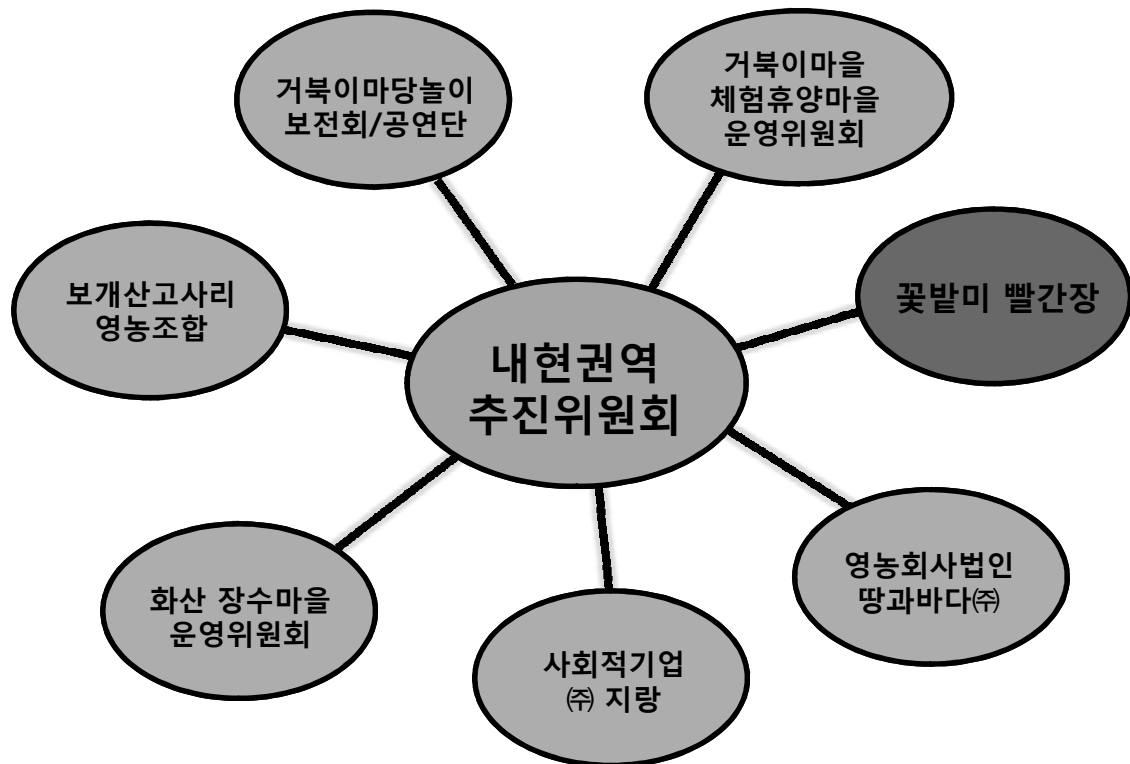 거북이마당놀이
보전회/공연단
거북이마을
체험휴양마을
운영위원회
보개산고사리
영농조합
꽃밭미 빨간장
내현권역
추진위원회
영농회사법인
땅과바다㈜
화산 장수마을
운영위원회
사회적기업
㈜ 지랑